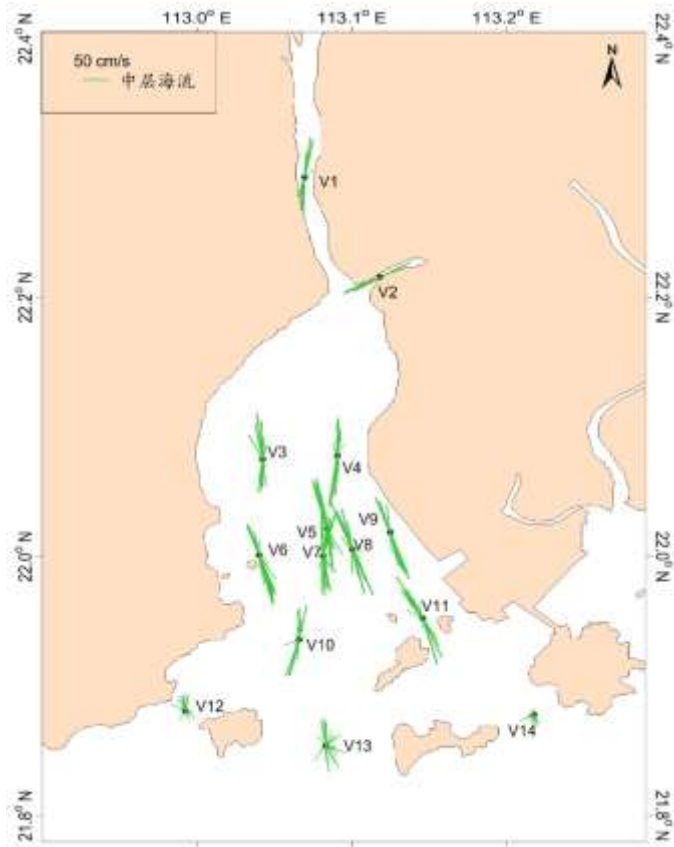 113.0° E 113.1° E 113.2° E
22.4° N 22.4° N
50 cm/s
中层海流
N
V1
V2
22.2° N 22.2° N
V3
V4
V5
V9
V6
V7
V8
22.0° N 22.0° N
V11
V10
V12
V14
V13
21.8° N 21.8° N